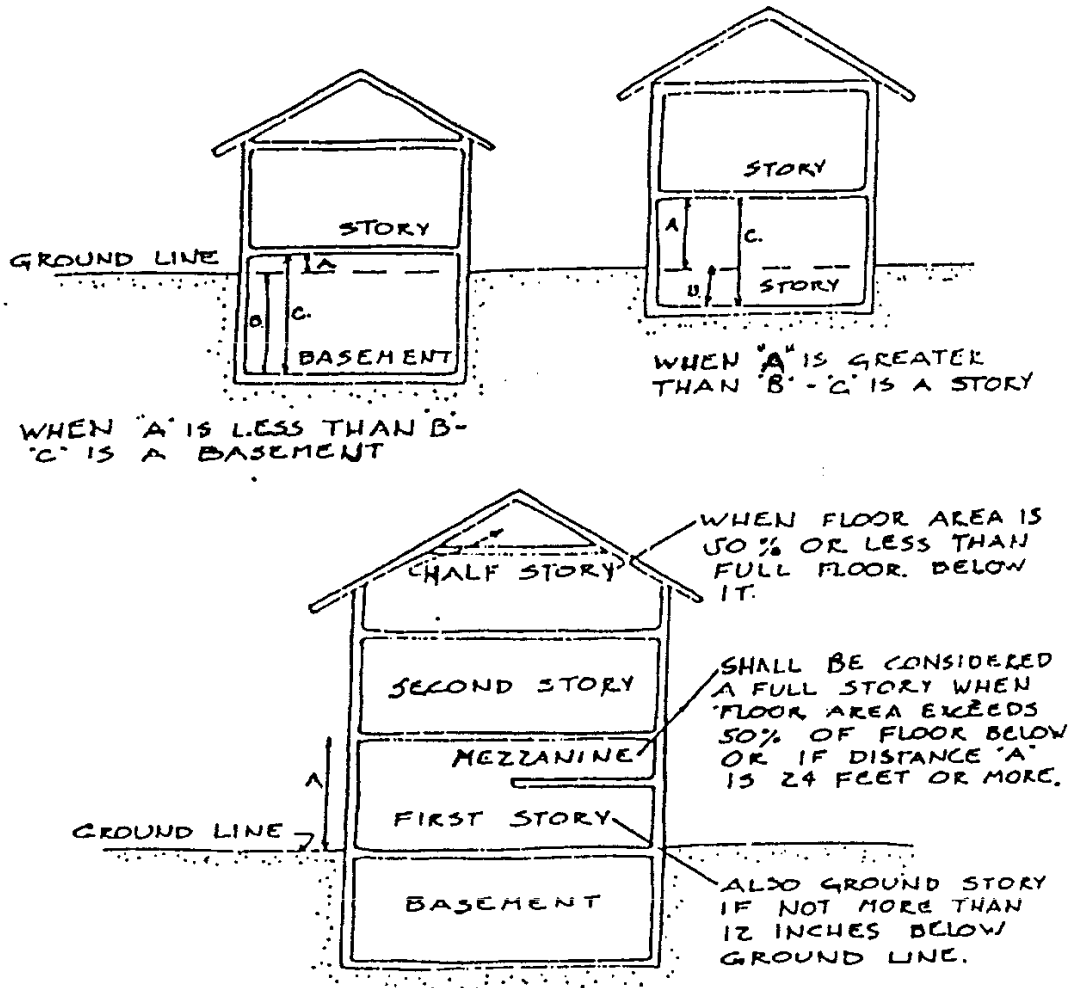 STORY
GROUND LINE
A
B.
C.
BASEMENT
WHEN "A" IS LESS THAN "B"-
"C" IS A BASEMENT
STORY
A
C.
STORY
WHEN "A" IS GREATER
THAN "B"-"C" IS A STORY
HALF STORY
WHEN FLOOR AREA IS
50% OR LESS THAN
FULL FLOOR. BELOW
IT.
SECOND STORY
SHALL BE CONSIDERED
A FULL STORY WHEN
FLOOR AREA EXCEEDS
50% OF FLOOR BELOW
OR IF DISTANCE "A"
IS 24 FEET OR MORE.
MEZZANINE
A
FIRST STORY
GROUND LINE
BASEMENT
ALSO GROUND STORY
IF NOT MORE THAN
12 INCHES BELOW
GROUND LINE.